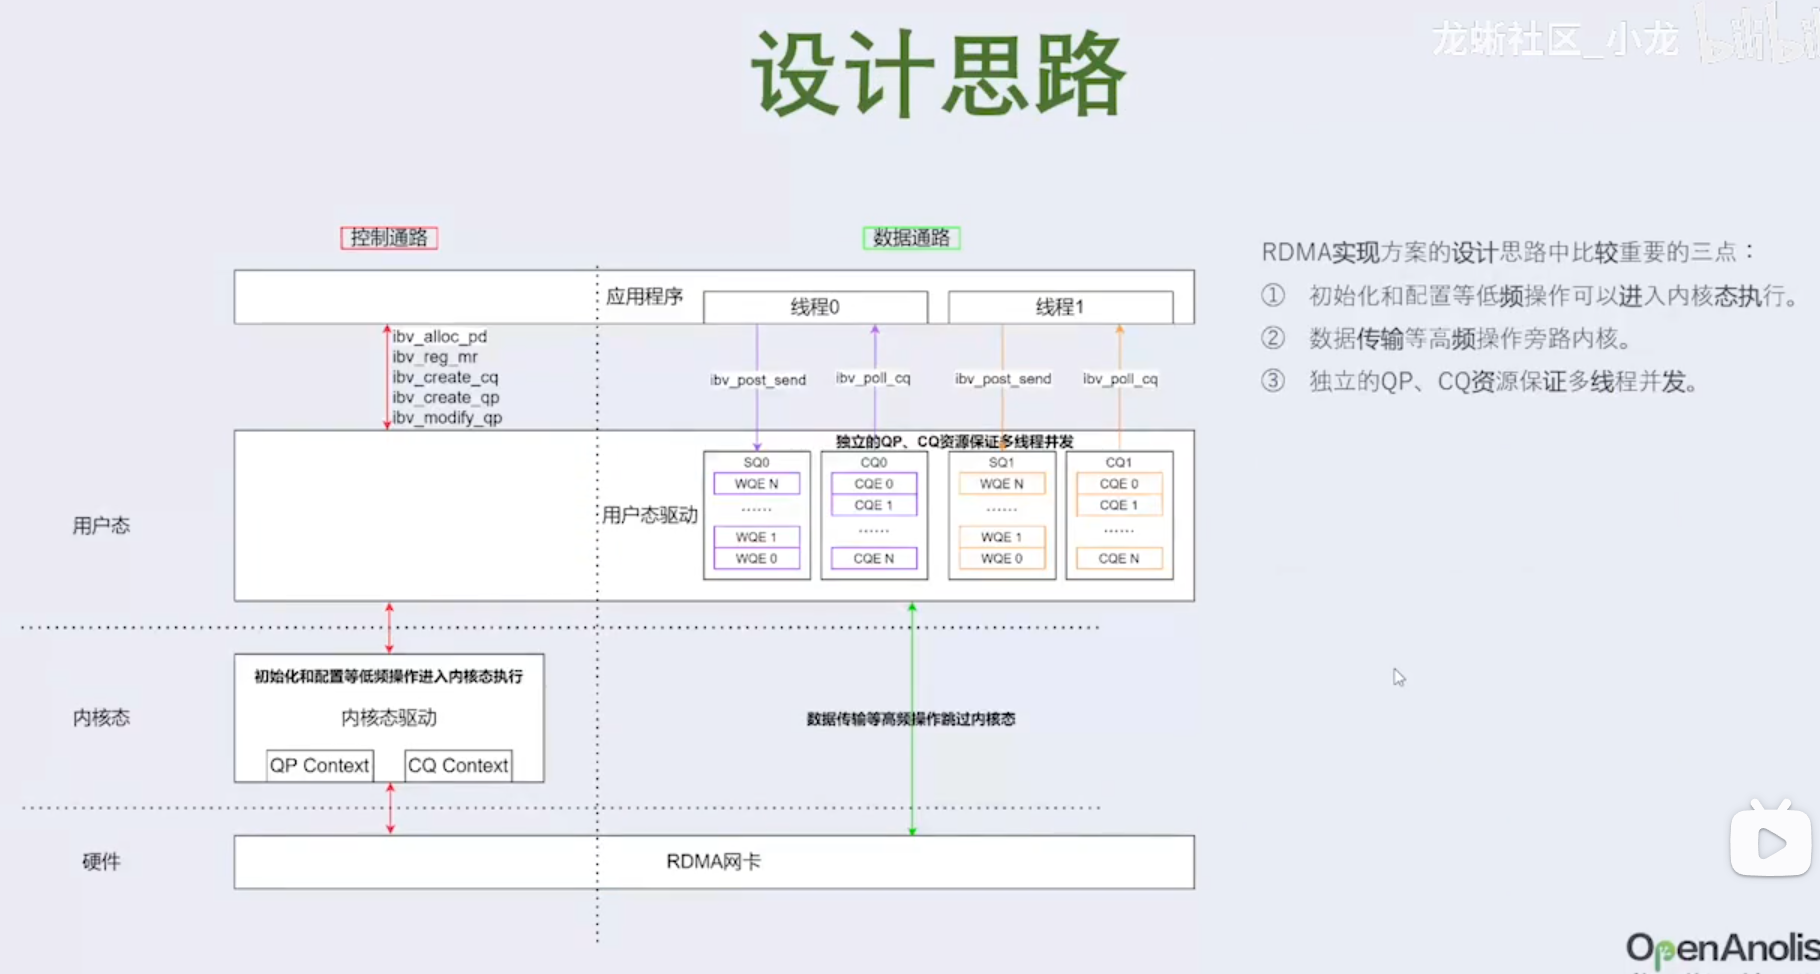 设计思路
龙蜥社区_小龙
bilibili
控制通路
数据通路
应用程序
线程0
线程1
ibv_alloc_pd
ibv_reg_mr
ibv_create_cq
ibv_create_qp
ibv_modify_qp
ibv_post_send
ibv_poll_cq
ibv_post_send
ibv_poll_cq
用户态
用户态驱动
独立的QP、CQ资源保证多线程并发
SQ0
WQE N
......
WQE 1
WQE 0
CQ0
CQE 0
CQE 1
......
CQE N
SQ1
WQE N
......
WQE 1
WQE 0
CQ1
CQE 0
CQE 1
......
CQE N
内核态
初始化和配置等低频操作进入内核态执行
内核态驱动
QP Context
CQ Context
数据传输等高频操作跳过内核态
硬件
RDMA网卡
RDMA实现方案的设计思路中比较重要的三点：
① 初始化和配置等低频操作可以进入内核态执行。
② 数据传输等高频操作旁路内核。
③ 独立的QP、CQ资源保证多线程并发。
OpenAnolis